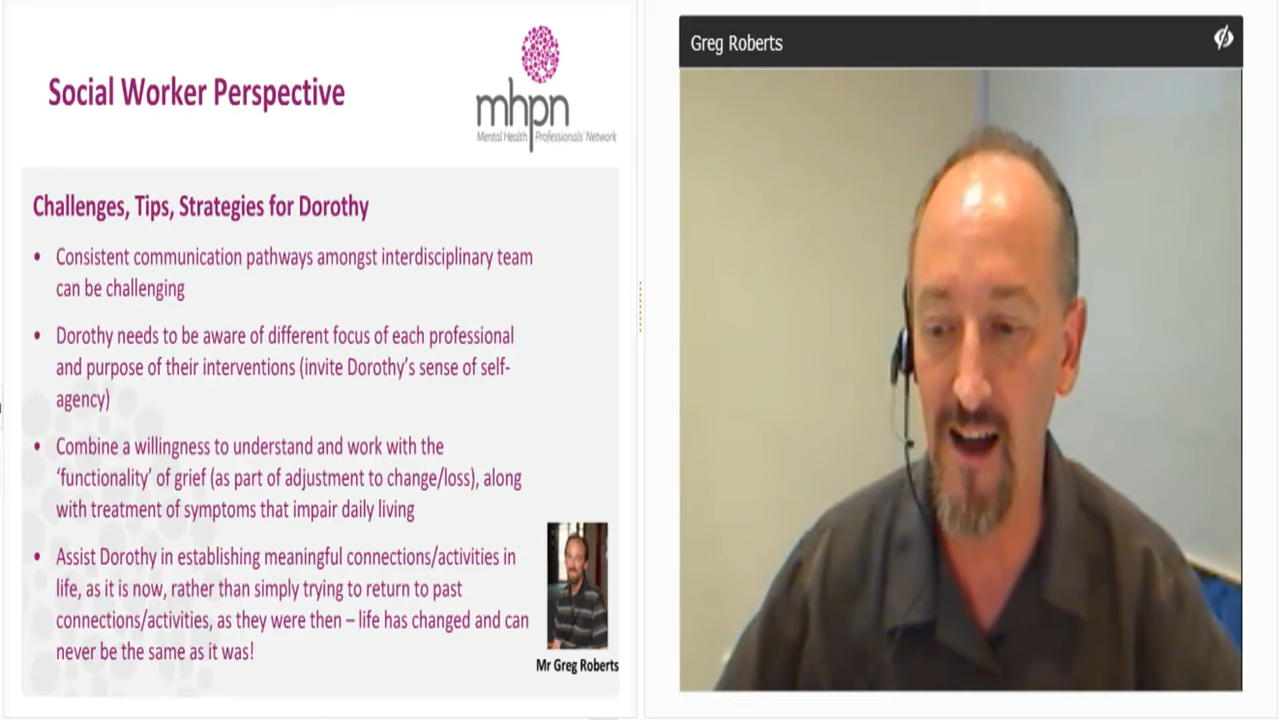 Social Worker Perspective
mhpn
Mental Health Professionals' Network
Challenges, Tips, Strategies for Dorothy
• Consistent communication pathways amongst interdisciplinary team
can be challenging
• Dorothy needs to be aware of different focus of each professional
and purpose of their interventions (invite Dorothy's sense of self-
agency)
• Combine a willingness to understand and work with the
‘functionality’ of grief (as part of adjustment to change/loss), along
with treatment of symptoms that impair daily living
• Assist Dorothy in establishing meaningful connections/activities in
life, as it is now, rather than simply trying to return to past
connections/activities, as they were then – life has changed and can
never be the same as it was!
Mr Greg Roberts
Greg Roberts